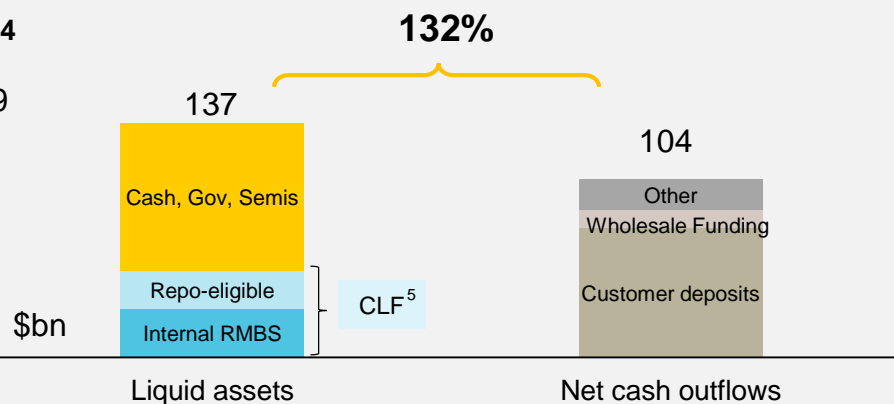 4
132%
9
137
104
Cash, Gov, Semis
Other
Wholesale Funding
Repo-eligible
CLF5
Customer deposits
$bn
Internal RMBS
Liquid assets
Net cash outflows